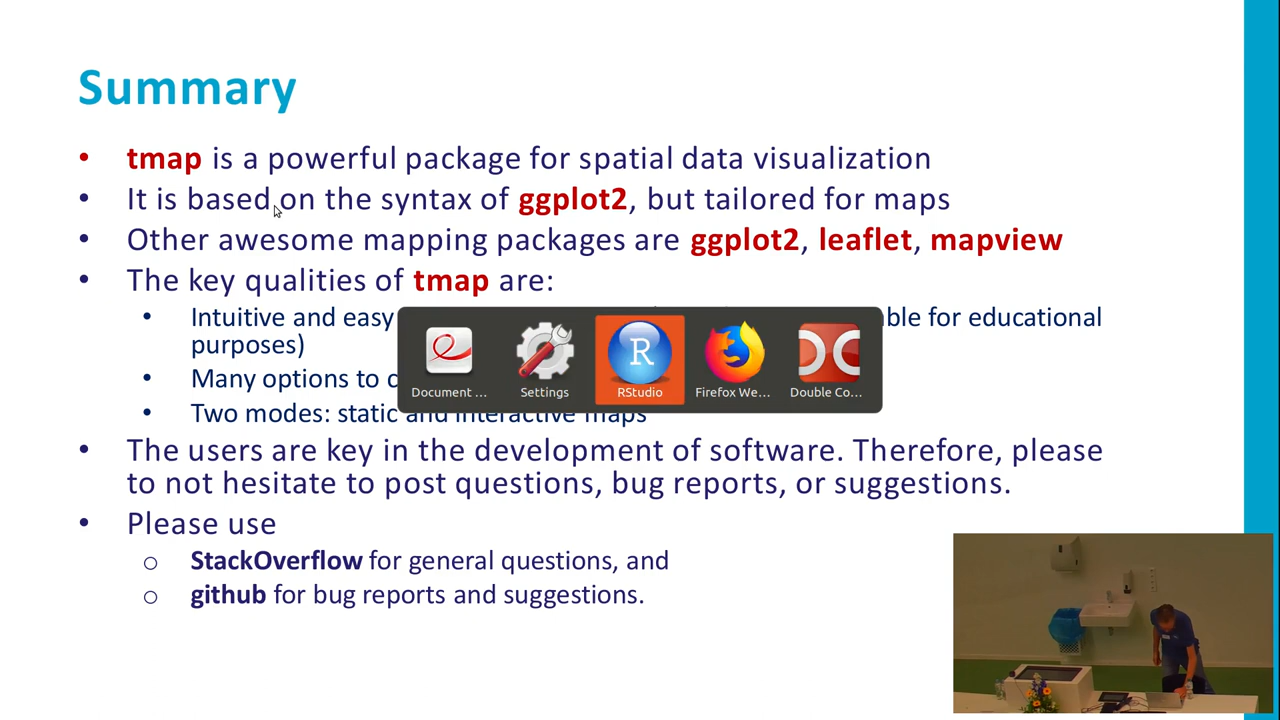 Summary
• tmap is a powerful package for spatial data visualization
• It is based on the syntax of ggplot2, but tailored for maps
• Other awesome mapping packages are ggplot2, leaflet, mapview
• The key qualities of tmap are:
• Intuitive and easy ble for educational
purposes)
• Many options to
• Two modes: static and interactive maps
Document ... Settings RStudio Firefox We... Double Co...
R
• The users are key in the development of software. Therefore, please
to not hesitate to post questions, bug reports, or suggestions.
• Please use
o StackOverflow for general questions, and
o github for bug reports and suggestions.